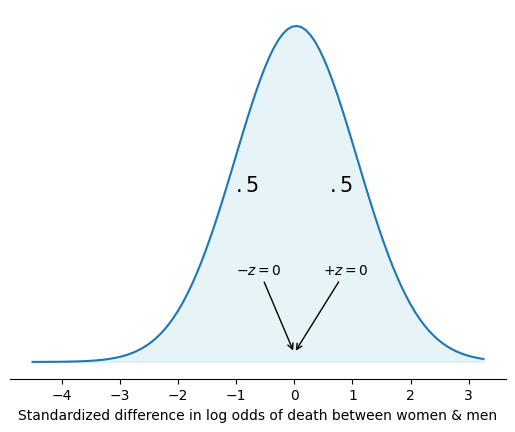 .5 .5
−z = 0 +z = 0
−4 −3 −2 −1 0 1 2 3
Standardized difference in log odds of death between women & men